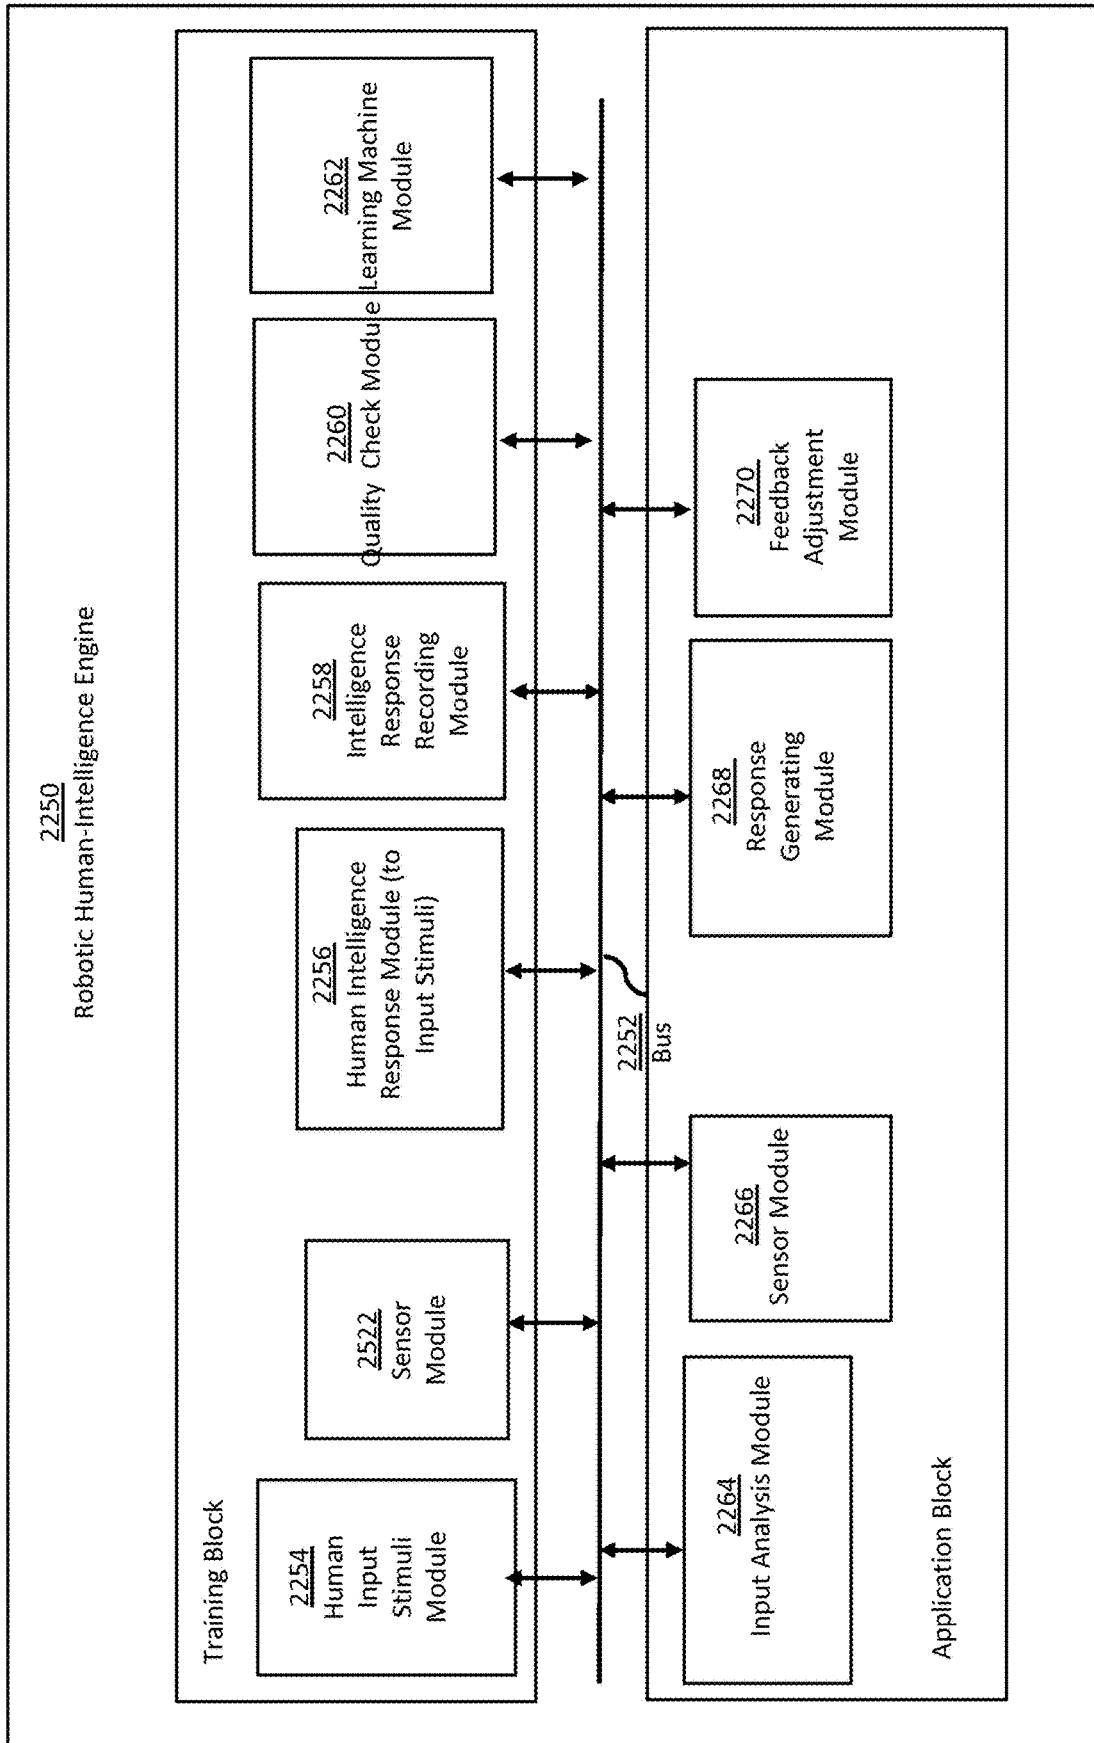 2250
Robotic Human-Intelligence Engine
Training Block
2254
Human
Input
Stimuli
Module
2522
Sensor
Module
2256
Human Intelligence
Response Module (to
Input Stimuli)
2258
Intelligence
Response
Recording
Module
2260
Quality Check Module
2262
Learning Machine
Module
2252
Bus
2264
Input Analysis Module
2266
Sensor Module
2268
Response
Generating
Module
2270
Feedback
Adjustment
Module
Application Block